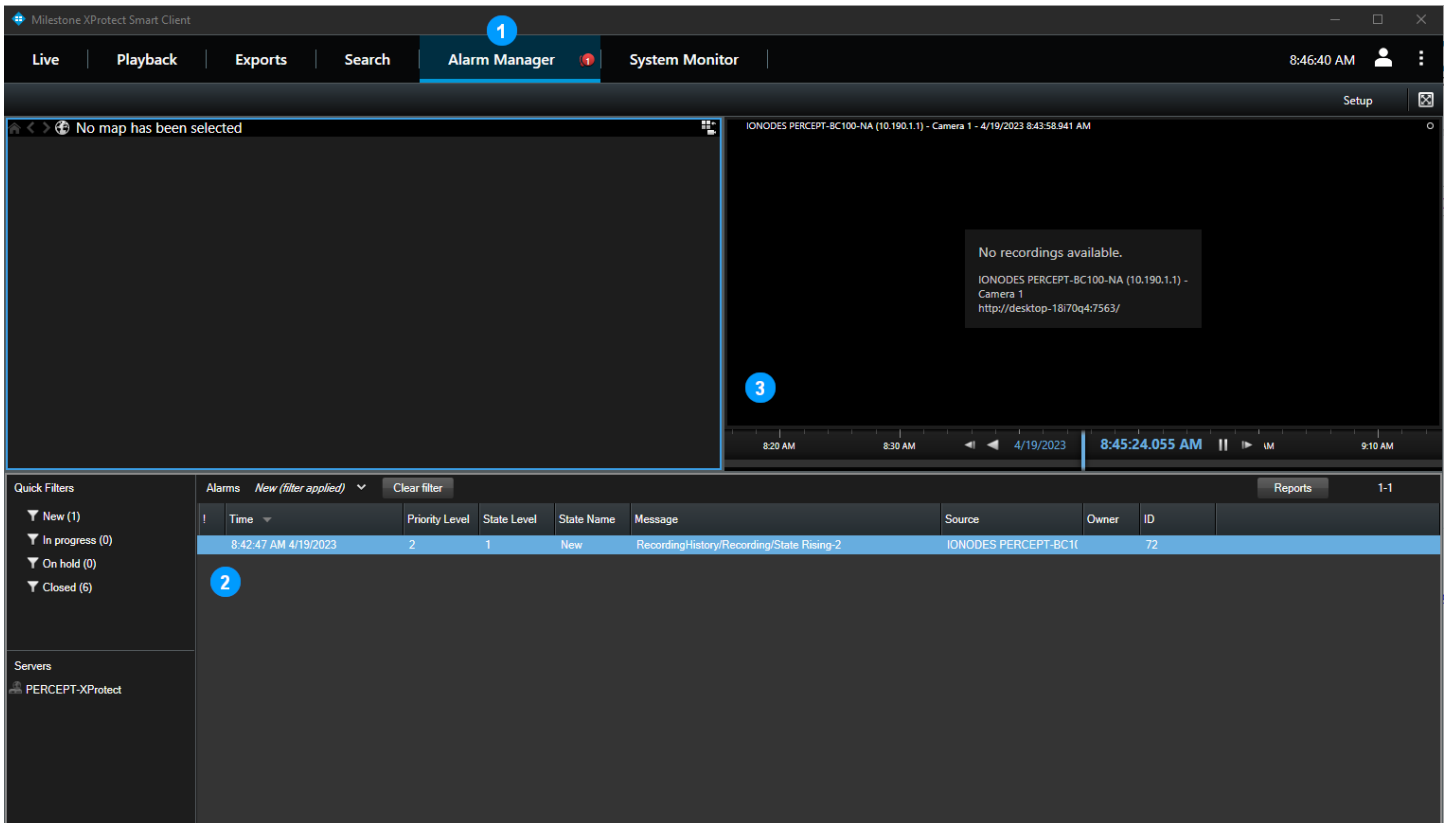 Milestone XProtect Smart Client
1
Live Playback Exports Search Alarm Manager 1 System Monitor 8:46:40 AM
Setup
No map has been selected
IONODES PERCEPT-BC100-NA (10.190.1.1) - Camera 1 - 4/19/2023 8:43:58.941 AM
No recordings available.
IONODES PERCEPT-BC100-NA (10.190.1.1) -
Camera 1
http://desktop-18i70q4:7563/
3
8:20 AM 8:30 AM 4/19/2023 8:45:24.055 AM AM 9:10 AM
Quick Filters
New (1)
In progress (0)
On hold (0)
Closed (6)
Servers
PERCEPT-XProtect
Alarms New (filter applied) Clear filter Reports 1-1
! Time Priority Level State Level State Name Message Source Owner ID
8:42:47 AM 4/19/2023 2 1 New RecordingHistory/Recording/State Rising-2 IONODES PERCEPT-BC1( 72
2